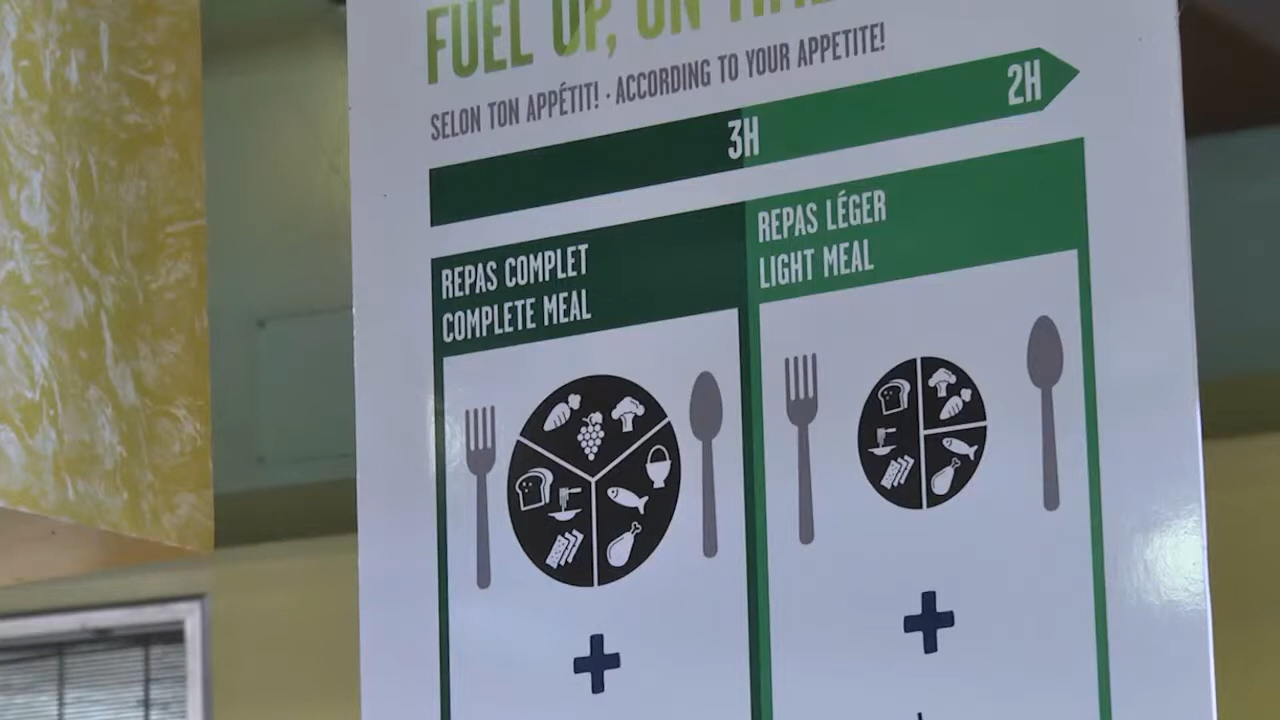 FUEL UP, ON
SELON TON APPÉTIT! · ACCORDING TO YOUR APPETITE!
3H
2H
REPAS COMPLET
COMPLETE MEAL
REPAS LÉGER
LIGHT MEAL